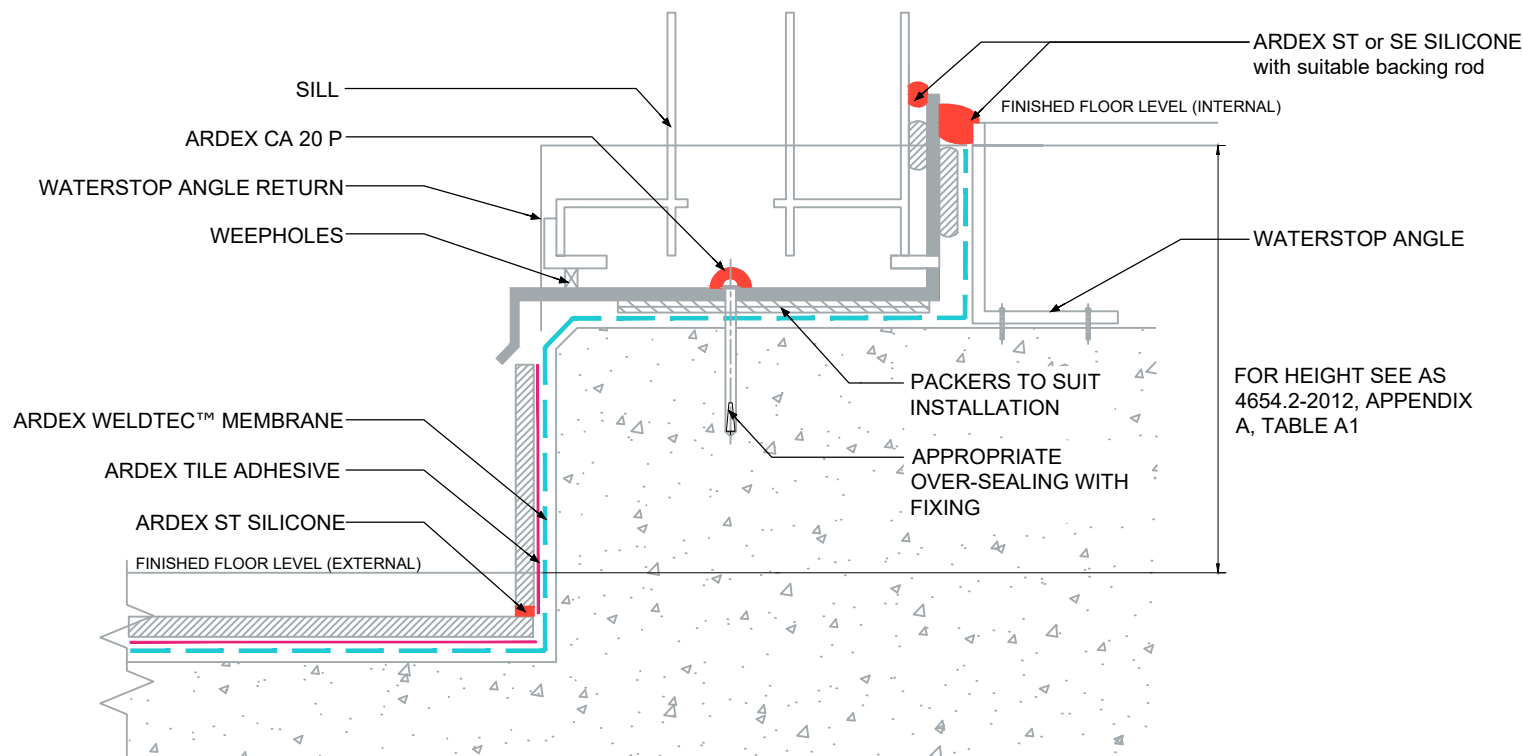 ARDEX ST or SE SILICONE
with suitable backing rod
SILL
FINISHED FLOOR LEVEL (INTERNAL)
ARDEX CA 20 P
WATERSTOP ANGLE RETURN
WEEPHOLES
WATERSTOP ANGLE
PACKERS TO SUIT
INSTALLATION
FOR HEIGHT SEE AS
4654.2-2012, APPENDIX
A, TABLE A1
ARDEX WELDTEC™ MEMBRANE
ARDEX TILE ADHESIVE
APPROPRIATE
OVER-SEALING WITH
FIXING
ARDEX ST SILICONE
FINISHED FLOOR LEVEL (EXTERNAL)